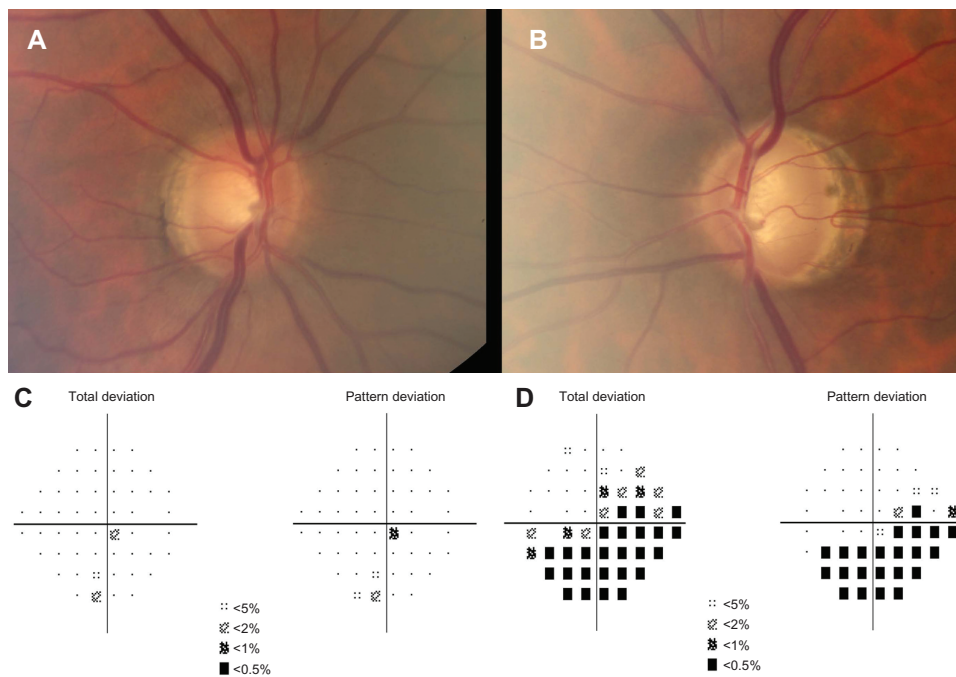 A
B
C
Total deviation
Pattern deviation
<5%
<2%
<1%
<0.5%
D
Total deviation
Pattern deviation
<5%
<2%
<1%
<0.5%